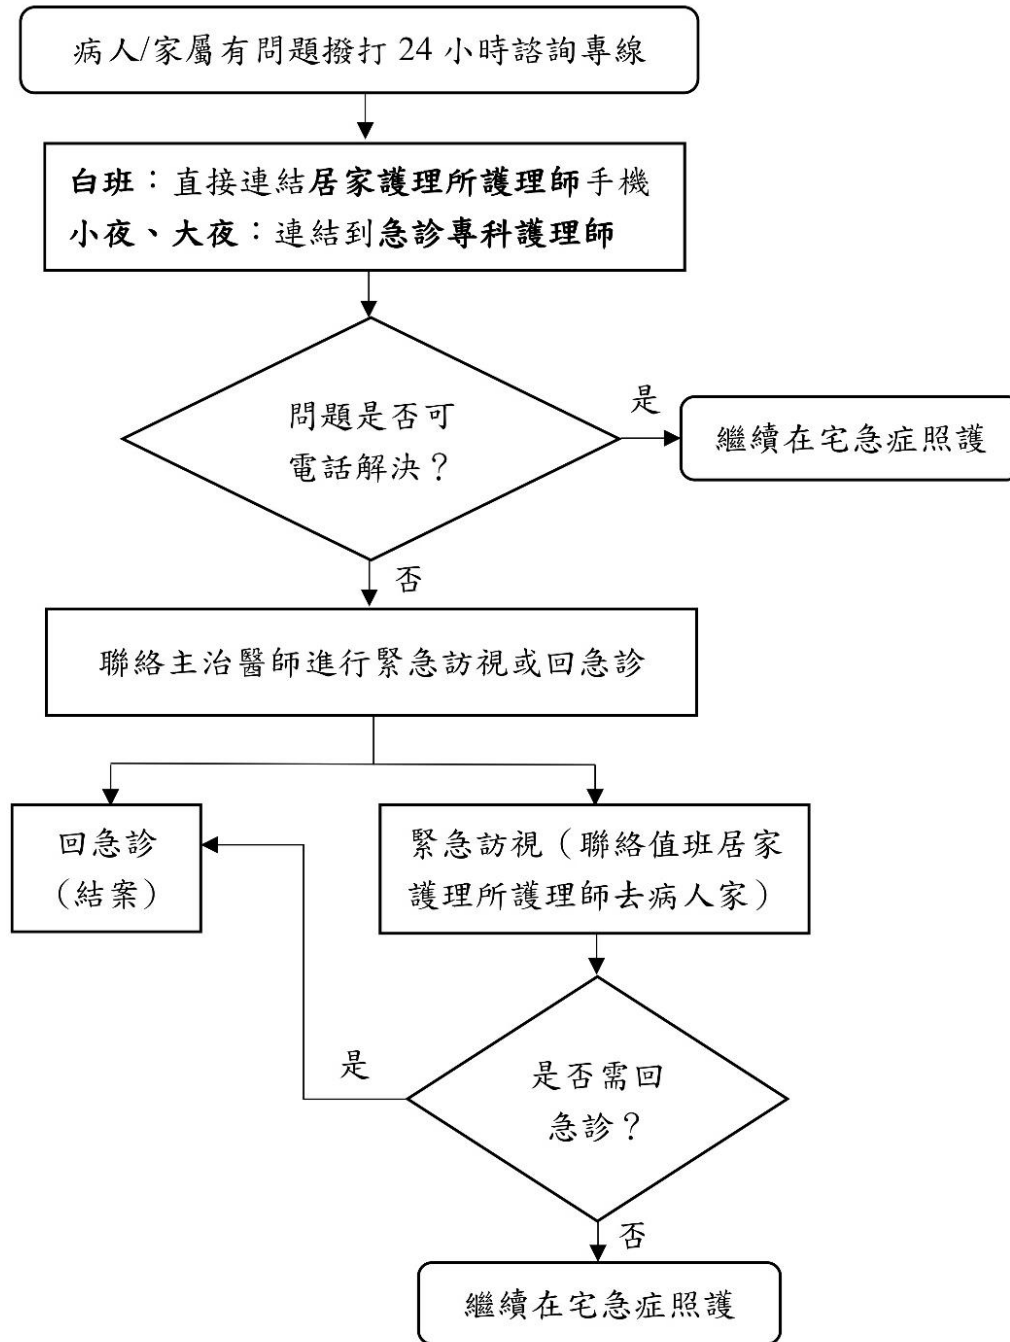 病人/家屬有問題撥打 24 小時諮詢專線
白班：直接連結居家護理所護理師手機
小夜、大夜：連結到急診專科護理師
問題是否可
電話解決？
是
繼續在宅急症照護
否
聯絡主治醫師進行緊急訪視或回急診
回急診
（結案）
緊急訪視（聯絡值班居家
護理所護理師去病人家）
是
是否需回
急診？
否
繼續在宅急症照護